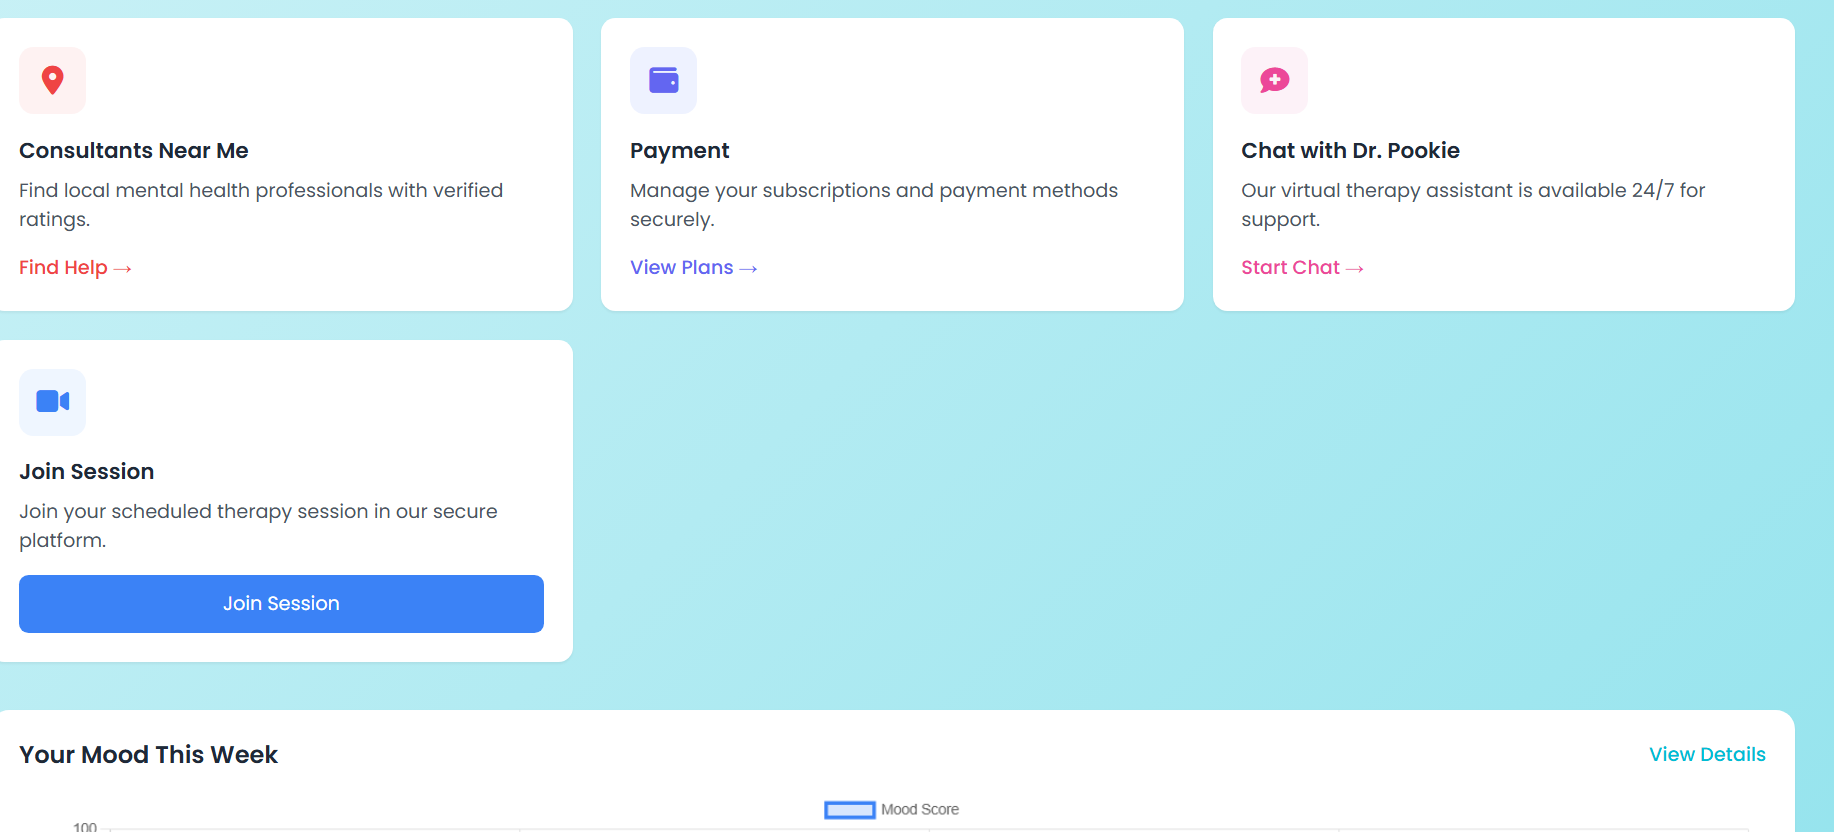 Consultants Near Me
Find local mental health professionals with verified
ratings.
Find Help →
Payment
Manage your subscriptions and payment methods
securely.
View Plans →
Chat with Dr. Pookie
Our virtual therapy assistant is available 24/7 for
support.
Start Chat →
Join Session
Join your scheduled therapy session in our secure
platform.
Join Session
Your Mood This Week
View Details
Mood Score
100